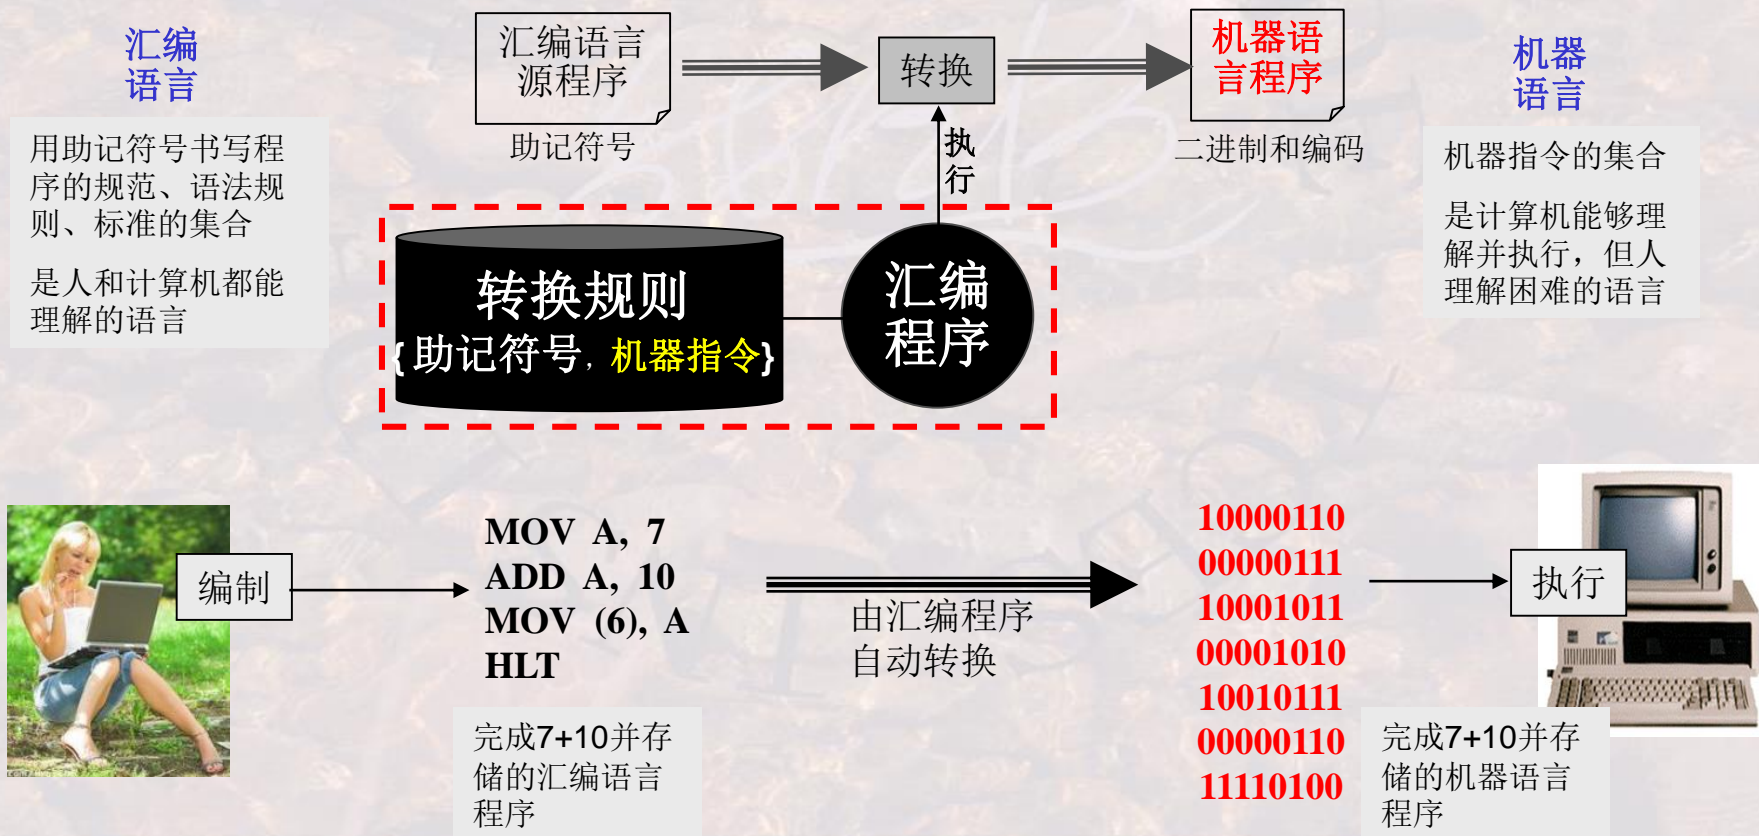 汇编
语言
用助记符号书写程
序的规范、语法规
则、标准的集合
是人和计算机都能
理解的语言
汇编语言
源程序
助记符号
转换
执
行
机器语
言程序
二进制和编码
机器
语言
机器指令的集合
是计算机能够理
解并执行，但人
理解困难的语言
转换规则
{助记符号, 机器指令}
汇编
程序
编制
MOV A, 7
ADD A, 10
MOV (6), A
HLT
完成7+10并存
储的汇编语言
程序
由汇编程序
自动转换
10000110
00000111
10001011
00001010
10010111
00000110
11110100
执行
完成7+10并存
储的机器语言
程序